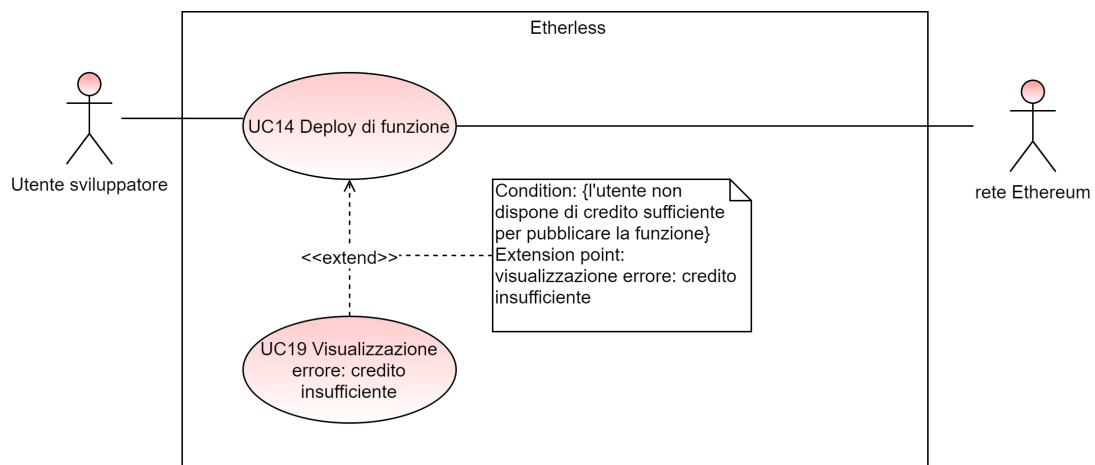 Etherless
UC14 Deploy di funzione
Utente sviluppatore
rete Ethereum
Condition: {l'utente non
dispone di credito sufficiente
per pubblicare la funzione}
Extension point:
visualizzazione errore: credito
insufficiente
<<extend>>
UC19 Visualizzazione
errore: credito
insufficiente